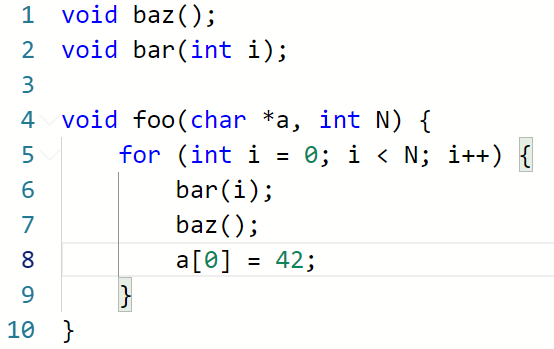 1 void baz();
2 void bar(int i);
3
4 void foo(char *a, int N) {
5     for (int i = 0; i < N; i++) {
6         bar(i);
7         baz();
8         a[0] = 42;
9     }
10 }